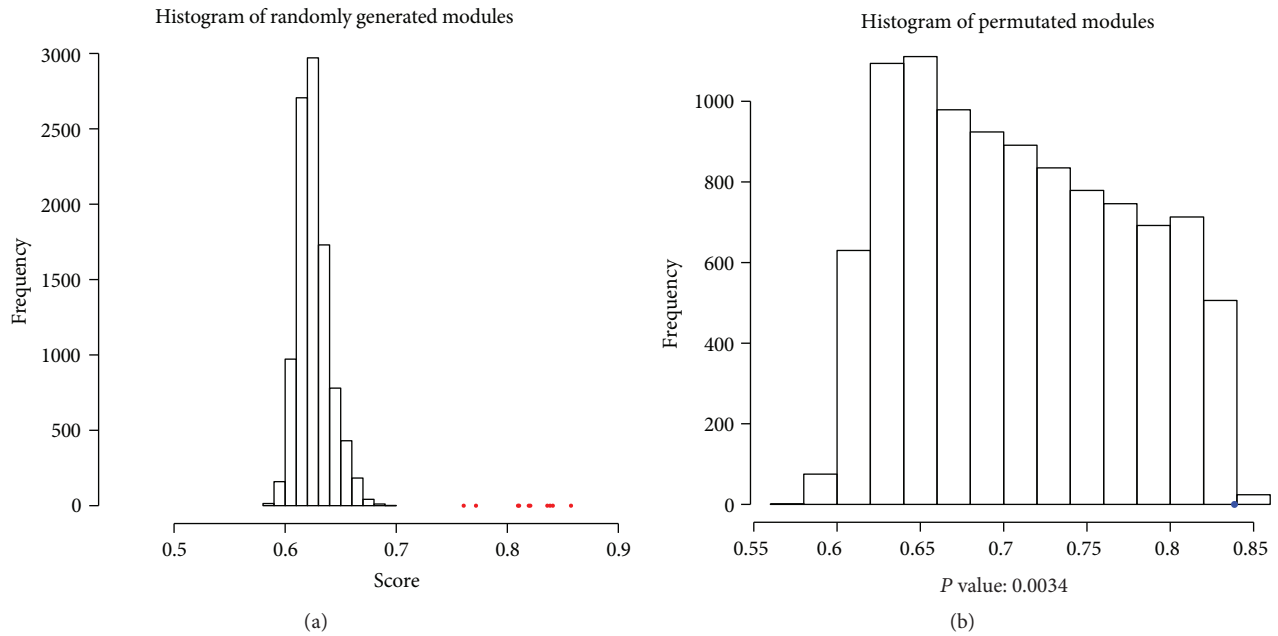 Histogram of randomly generated modules
3000
2500
2000
1500
1000
500
0
Frequency
0.5 0.6 0.7 0.8 0.9
Score
(a)
Histogram of permutated modules
1000
800
600
400
200
0
Frequency
0.55 0.6 0.65 0.7 0.75 0.8 0.85
P value: 0.0034
(b)